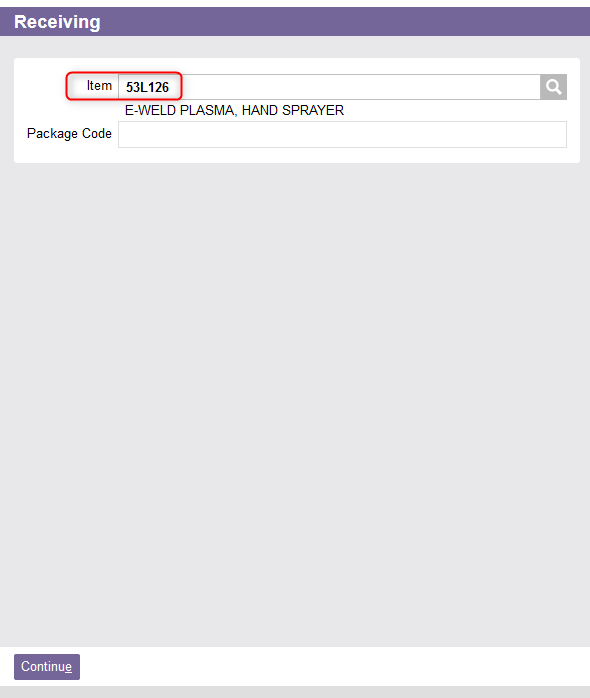 Receiving
Item 53L126
E-WELD PLASMA, HAND SPRAYER
Package Code
Continue